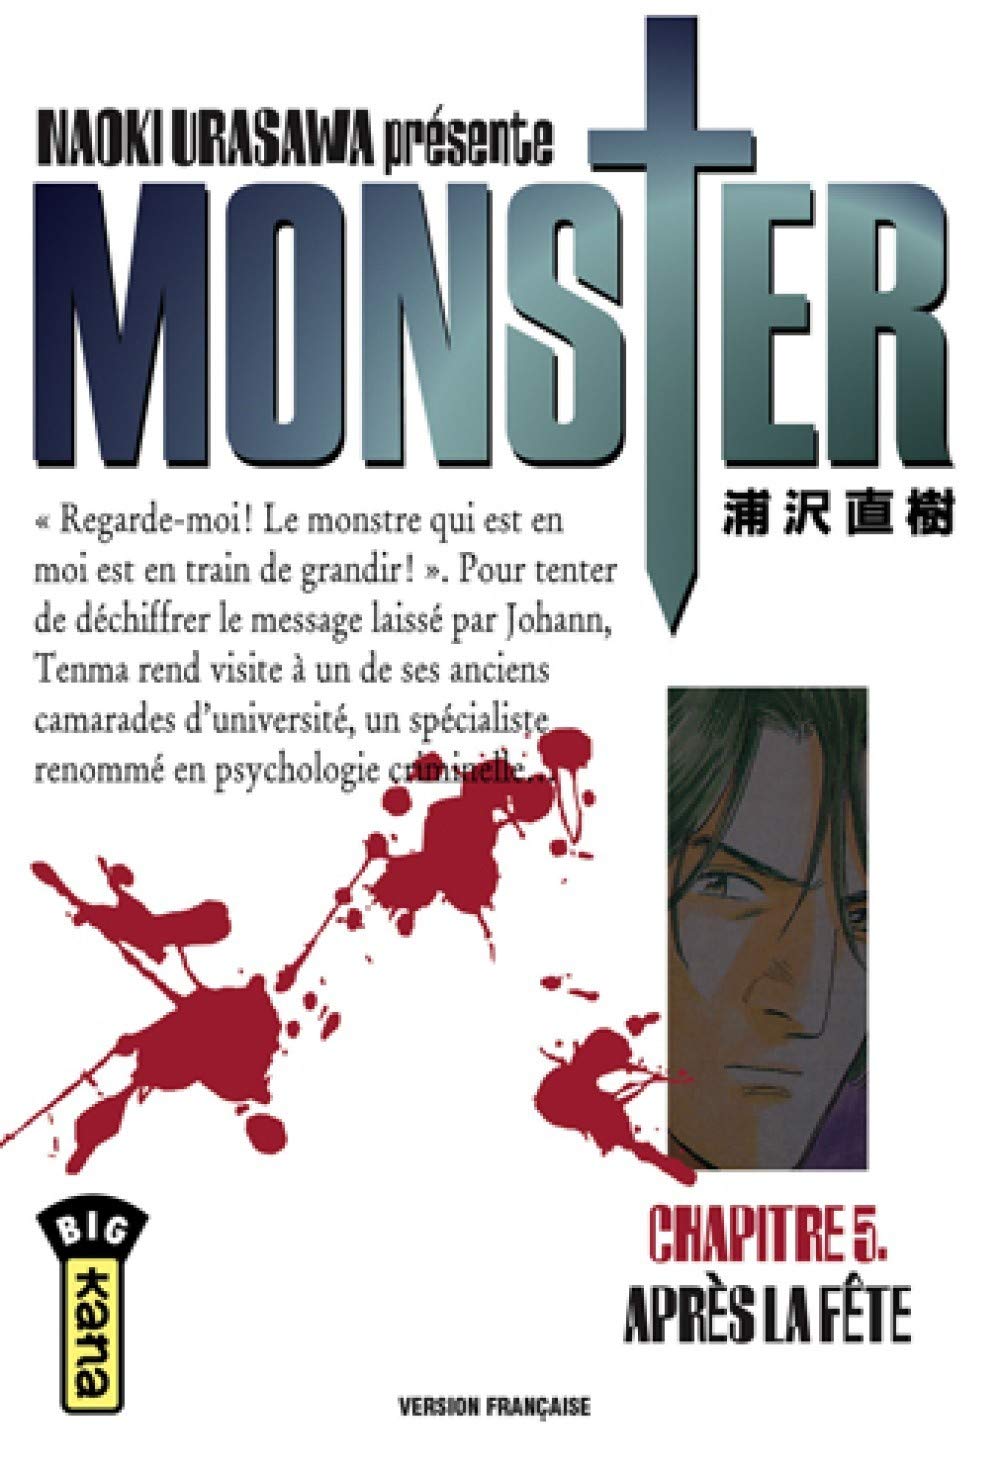 NAOKI URASAWA présente
MONSTER
浦沢直樹
« Regarde-moi! Le monstre qui est en
moi est en train de grandir! ». Pour tenter
de déchiffrer le message laissé par Johann,
Tenma rend visite à un de ses anciens
camarades d'université, un spécialiste
renommé en psychologie criminelle...
CHAPITRE 5.
APRÈS LA FÊTE
BIG
kana
VERSION FRANÇAISE